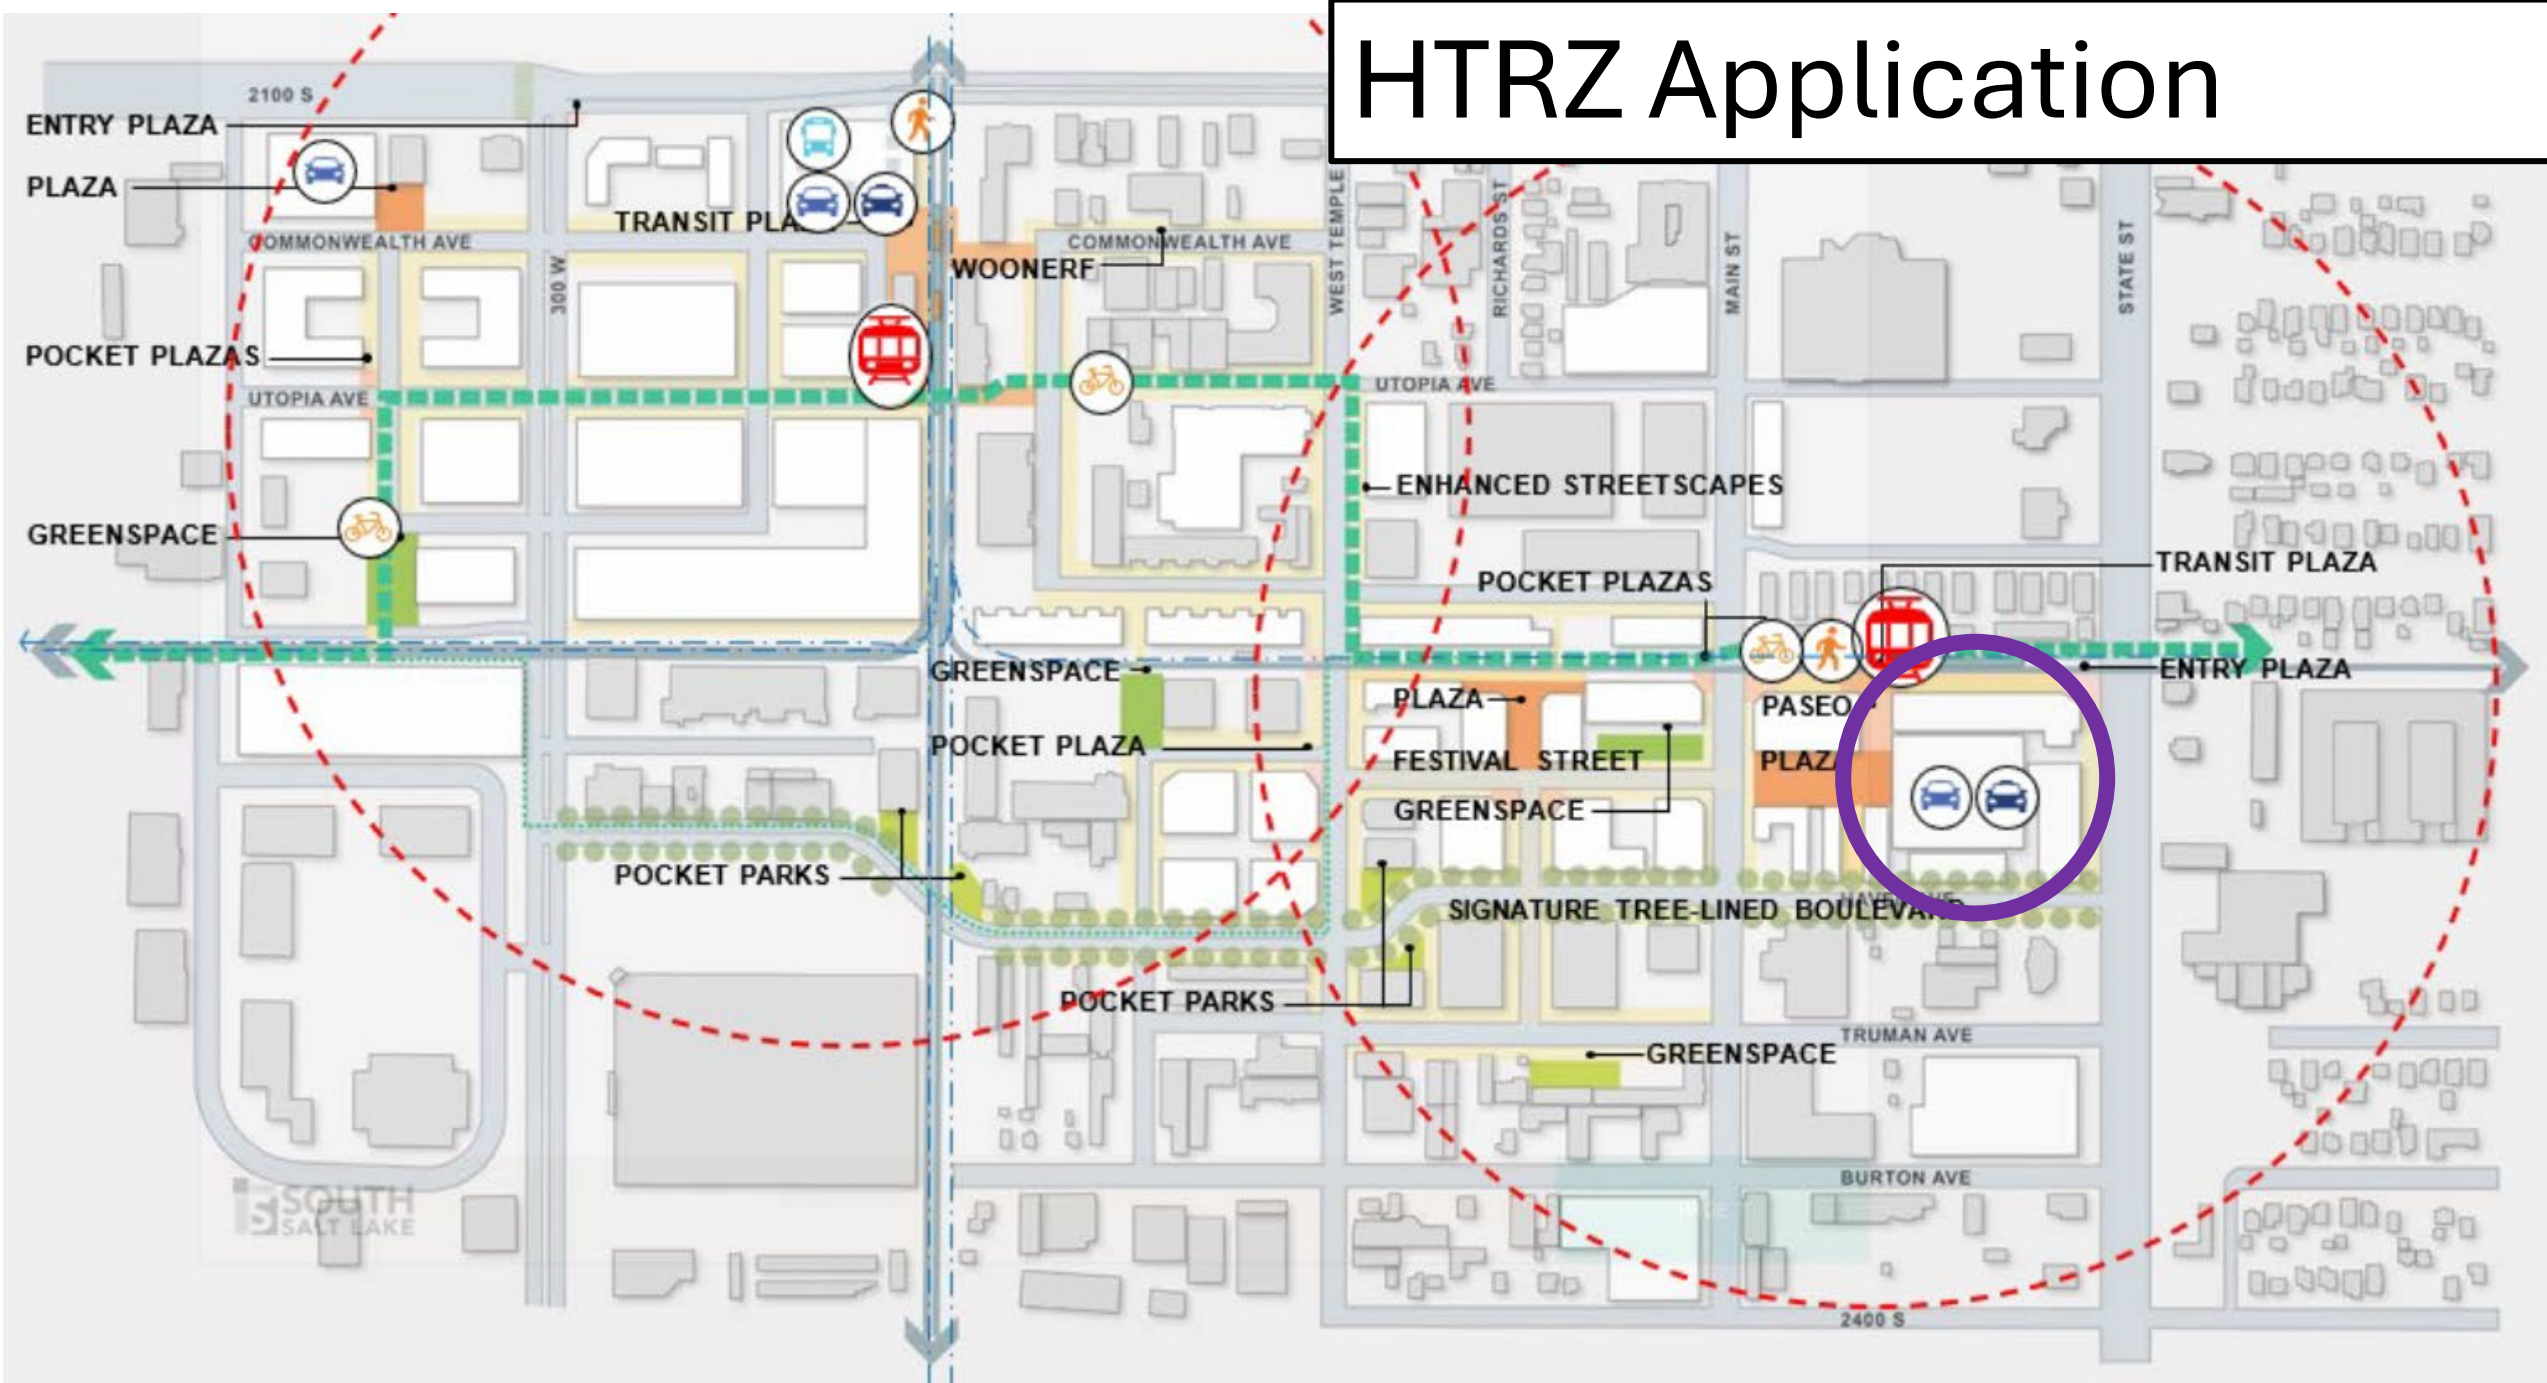 HTRZ Application
2100 S
ENTRY PLAZA
PLAZA
TRANSIT PLA
COMMONWEALTH AVE
COMMONWEALTH AVE
WOONERF
300 W
WEST TEMPLE
RICHARDS ST
MAIN ST
STATE ST
POCKET PLAZAS
UTOPIA AVE
UTOPIA AVE
ENHANCED STREETSCAPES
GREENSPACE
POCKET PLAZAS
TRANSIT PLAZA
GREENSPACE
ENTRY PLAZA
PLAZA
PASEO
POCKET PLAZA
FESTIVAL STREET
PLAZA
GREENSPACE
POCKET PARKS
SIGNATURE TREE-LINED BOULEVARD
POCKET PARKS
TRUMAN AVE
GREENSPACE
BURTON AVE
SOUTH
SALT LAKE
2400 S